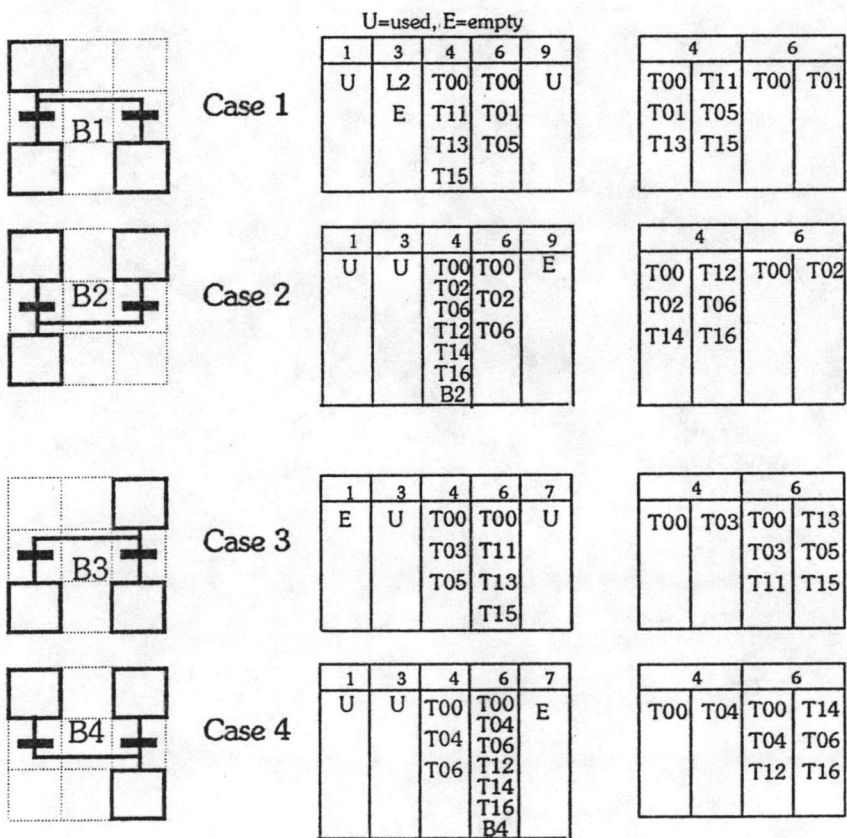 U=used, E=empty
B1
Case 1
1 3 4 6 9
U L2 T00 T00 U
E T11 T01
T13 T05
T15
4 6
T00 T11 T00 T01
T01 T05
T13 T15
B2
Case 2
1 3 4 6 9
U U T00 T00 E
T02 T02
T06 T06
T12
T14
T16
B2
4 6
T00 T12 T00 T02
T02 T06
T14 T16
B3
Case 3
1 3 4 6 7
E U T00 T00 U
T03 T11
T05 T13
T15
4 6
T00 T03 T00 T13
T03 T05
T11 T15
B4
Case 4
1 3 4 6 7
U U T00 T00 E
T04 T04
T06 T06
T12
T14
T16
B4
4 6
T00 T04 T00 T14
T04 T06
T12 T16